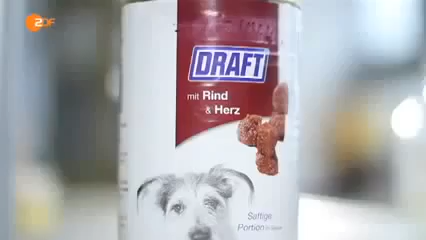 ZDF
DRAFT
mit Rind
& Herz
Saftige
Portion